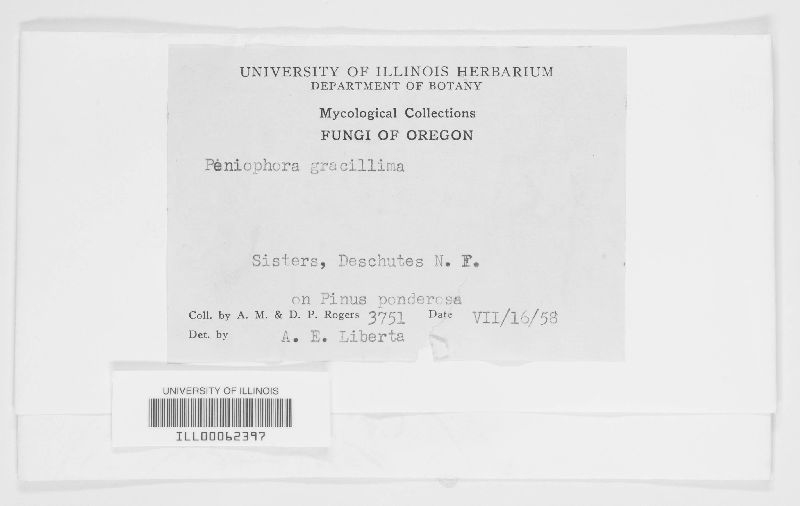 UNIVERSITY OF ILLINOIS HERBARIUM
DEPARTMENT OF BOTANY
Mycological Collections
FUNGI OF OREGON
Peniophora gracillima
Sisters, Deschutes N. F.
on Pinus ponderosa
Coll. by A. M. & D. P. Rogers 3751 Date VII/16/58
Det. by A. E. Liberta
UNIVERSITY OF ILLINOIS
ILL00062397